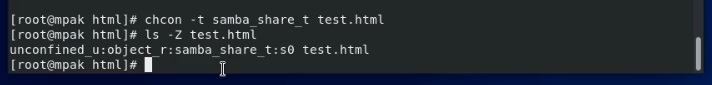 [root@mpak html]# chcon -t samba_share_t test.html
[root@mpak html]# ls -Z test.html
unconfined_u:object_r:samba_share_t:s0 test.html
[root@mpak html]#